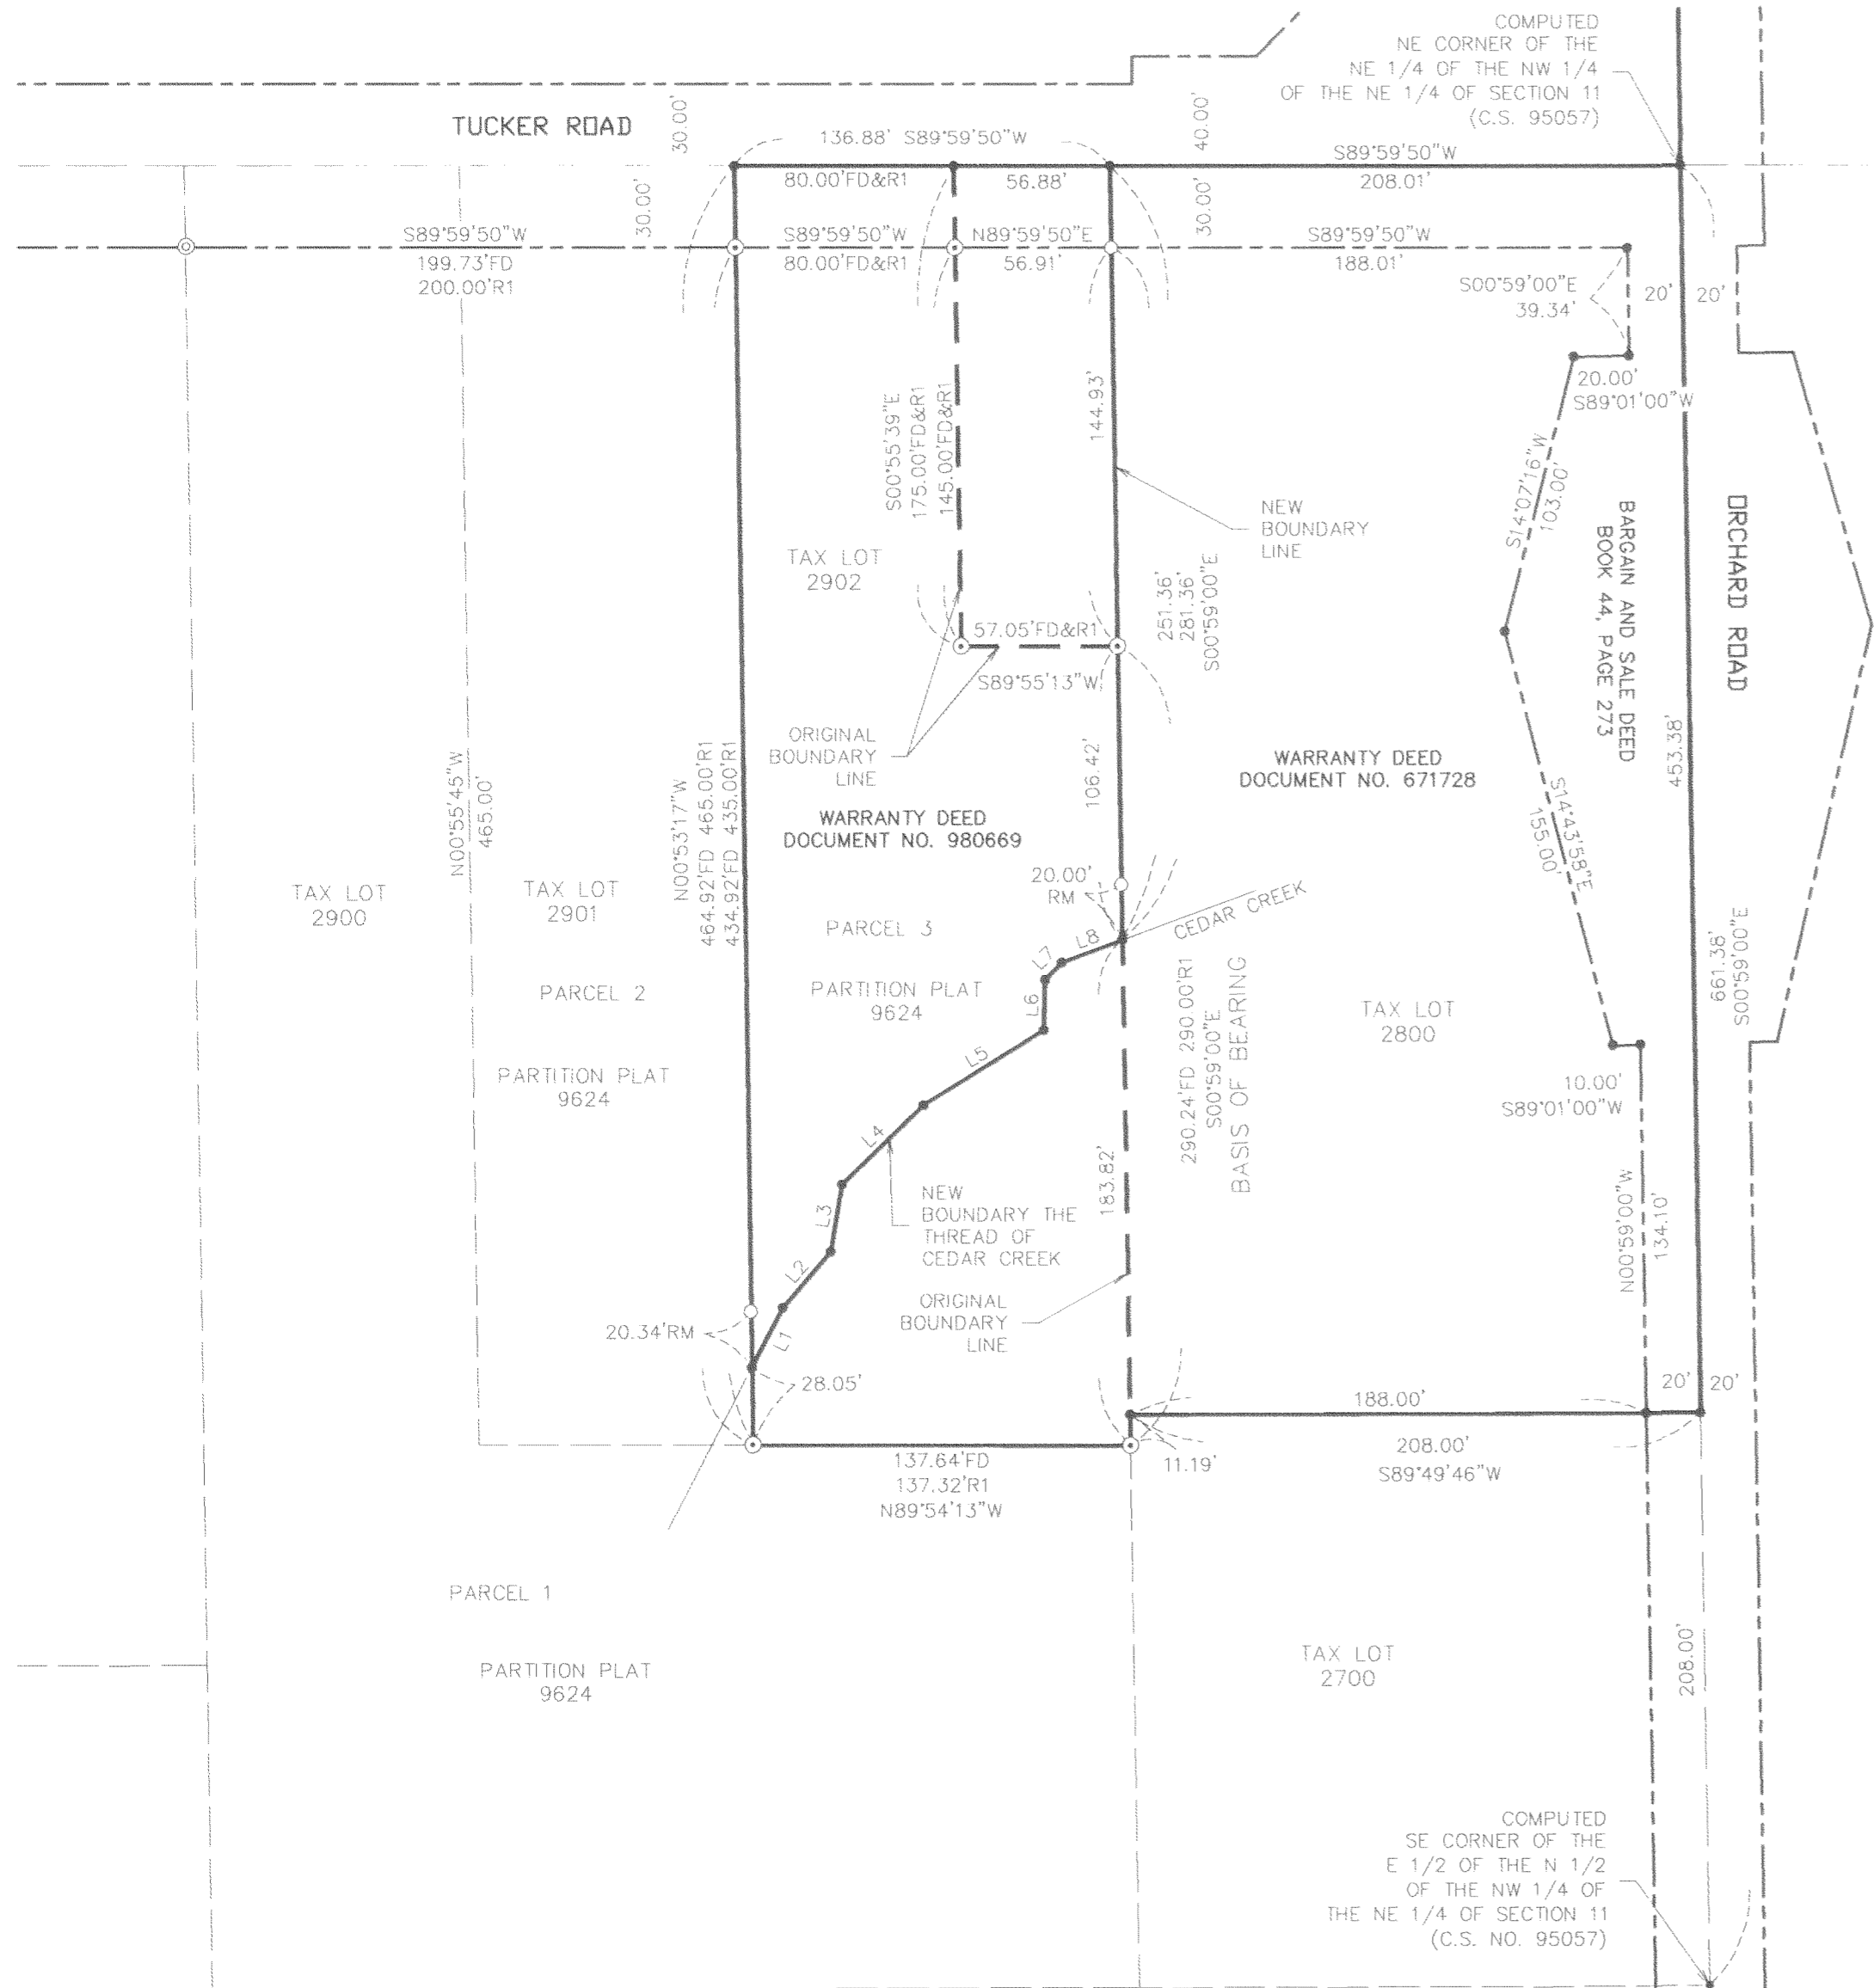 COMPUTED
NE CORNER OF THE
NE 1/4 OF THE NW 1/4
OF THE NE 1/4 OF SECTION 11
(C.S. 95057)
TUCKER ROAD
30.00'
136.88' S89°59'50"W
40.00'
S89°59'50"W
208.01'
80.00'FD&R1
56.88'
30.00'
30.00'
S89°59'50"W
199.73'FD
200.00'R1
S89°59'50"W
80.00'FD&R1
N89°59'50"E
56.91'
S89°59'50"W
188.01'
S00°59'00"E
39.34'
20'
20'
20.00'
S89°01'00"W
S00°55'39"E
175.00'FD&R1
145.00'FD&R1
144.93'
S14°07'16"W
103.00'
NEW
BOUNDARY
LINE
BARGAIN AND SALE DEED
BOOK 44, PAGE 273
ORCHARD ROAD
TAX LOT
2902
251.36'
281.36'
S00°59'00"E
57.05'FD&R1
S89°55'13"W
ORIGINAL
BOUNDARY
LINE
WARRANTY DEED
DOCUMENT NO. 671728
453.38'
106.42'
S14°43'58"E
155.00'
N00°55'45"W
465.00'
N00°53'17"W
464.92'FD 465.00'R1
434.92'FD 435.00'R1
WARRANTY DEED
DOCUMENT NO. 980669
20.00'
RM
CEDAR CREEK
TAX LOT
2900
TAX LOT
2901
PARCEL 3
661.38'
S00°59'00"E
L8
L7
L6
PARCEL 2
PARTITION PLAT
9624
290.24'FD 290.00'R1
S00°59'00"E
BASIS OF BEARING
TAX LOT
2800
L5
PARTITION PLAT
9624
10.00'
S89°01'00"W
L4
183.82'
NEW
BOUNDARY THE
THREAD OF
CEDAR CREEK
L3
N00°59'00"W
134.10'
L2
ORIGINAL
BOUNDARY
LINE
20.34'RM
L1
28.05'
188.00'
20'
20'
137.64'FD
137.32'R1
N89°54'13"W
11.19'
208.00'
S89°49'46"W
PARCEL 1
PARTITION PLAT
9624
TAX LOT
2700
208.00'
COMPUTED
SE CORNER OF THE
E 1/2 OF THE N 1/2
OF THE NW 1/4 OF
THE NE 1/4 OF SECTION 11
(C.S. NO. 95057)